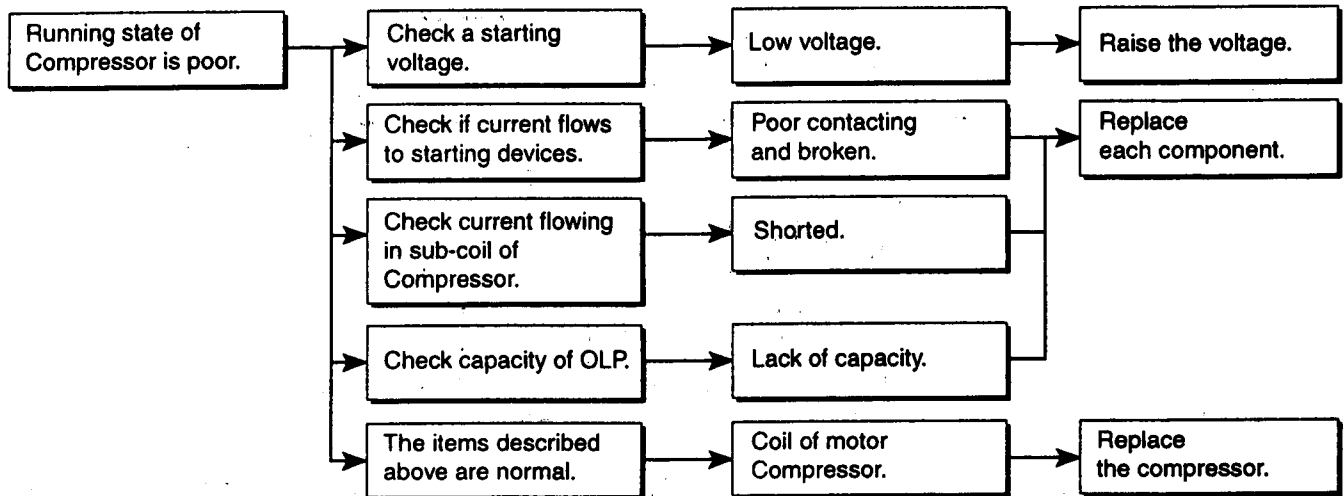 Running state of
Compressor is poor.
Check a starting
voltage.
Low voltage.
Raise the voltage.
Check if current flows
to starting devices.
Poor contacting
and broken.
Replace
each component.
Check current flowing
in sub-coil of
Compressor.
Shorted.
Check capacity of OLP.
Lack of capacity.
The items described
above are normal.
Coil of motor
Compressor.
Replace
the compressor.